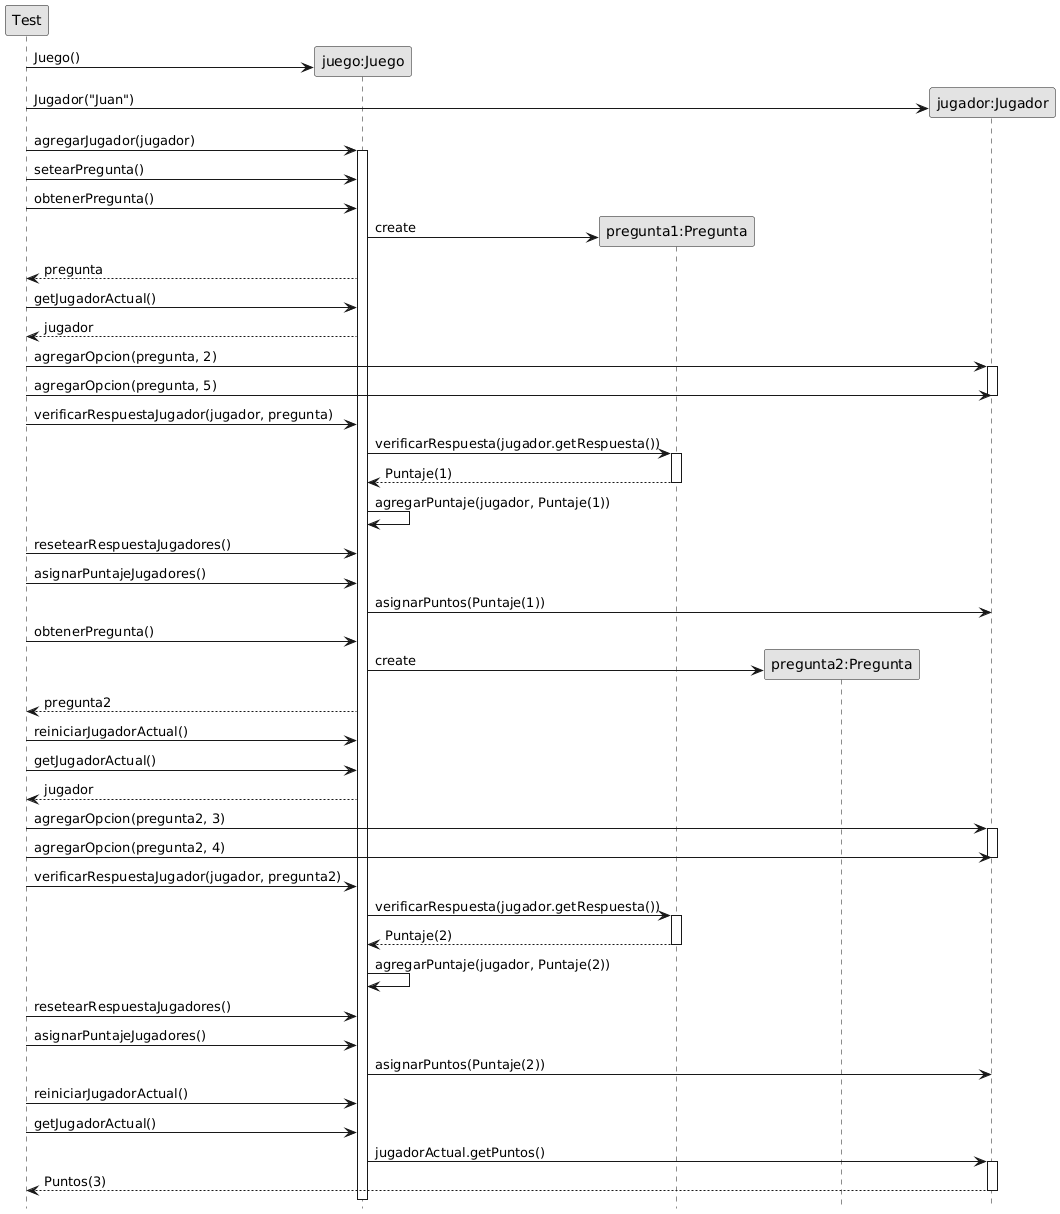 Test
Juego()
juego:Juego
Jugador("Juan")
jugador:Jugador
agregarJugador(jugador)
setearPregunta()
obtenerPregunta()
create
pregunta1:Pregunta
pregunta
getJugadorActual()
jugador
agregarOpcion(pregunta, 2)
agregarOpcion(pregunta, 5)
verificarRespuestaJugador(jugador, pregunta)
verificarRespuesta(jugador.getRespuesta())
Puntaje(1)
agregarPuntaje(jugador, Puntaje(1))
resetearRespuestaJugadores()
asignarPuntajeJugadores()
asignarPuntos(Puntaje(1))
obtenerPregunta()
create
pregunta2:Pregunta
pregunta2
reiniciarJugadorActual()
getJugadorActual()
jugador
agregarOpcion(pregunta2, 3)
agregarOpcion(pregunta2, 4)
verificarRespuestaJugador(jugador, pregunta2)
verificarRespuesta(jugador.getRespuesta())
Puntaje(2)
agregarPuntaje(jugador, Puntaje(2))
resetearRespuestaJugadores()
asignarPuntajeJugadores()
asignarPuntos(Puntaje(2))
reiniciarJugadorActual()
getJugadorActual()
jugadorActual.getPuntos()
Puntos(3)